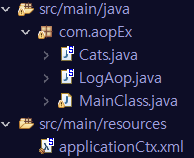 src/main/java
com.aopEx
Cats.java
LogAop.java
MainClass.java
src/main/resources
applicationCtx.xml